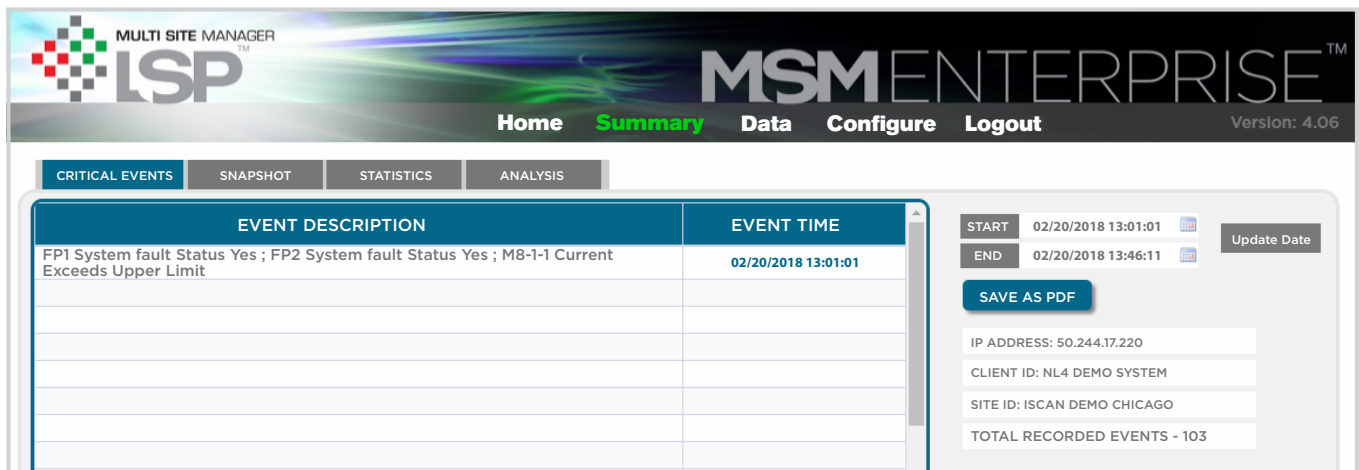 MULTI SITE MANAGER
LSP™
MSM ENTERPRISE™
Home Summary Data Configure Logout Version: 4.06
CRITICAL EVENTS SNAPSHOT STATISTICS ANALYSIS
EVENT DESCRIPTION EVENT TIME
FP1 System fault Status Yes ; FP2 System fault Status Yes ; M8-1-1 Current
Exceeds Upper Limit
02/20/2018 13:01:01
START 02/20/2018 13:01:01
END 02/20/2018 13:46:11
Update Date
SAVE AS PDF
IP ADDRESS: 50.244.17.220
CLIENT ID: NL4 DEMO SYSTEM
SITE ID: ISCAN DEMO CHICAGO
TOTAL RECORDED EVENTS - 103